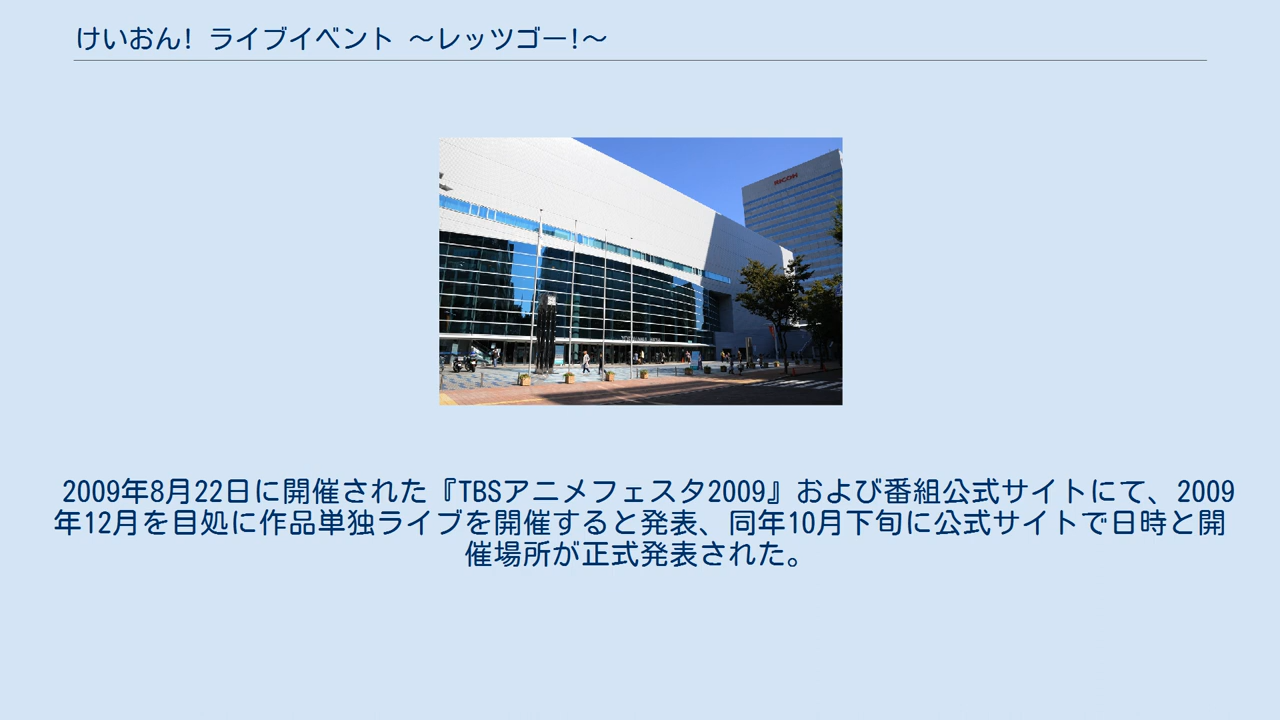 けいおん! ライブイベント 〜レッツゴー!〜
RICOH
YOKOHAMA ARENA
2009年8月22日に開催された『TBSアニメフェスタ2009』および番組公式サイトにて、2009
年12月を目処に作品単独ライブを開催すると発表、同年10月下旬に公式サイトで日時と開
催場所が正式発表された。